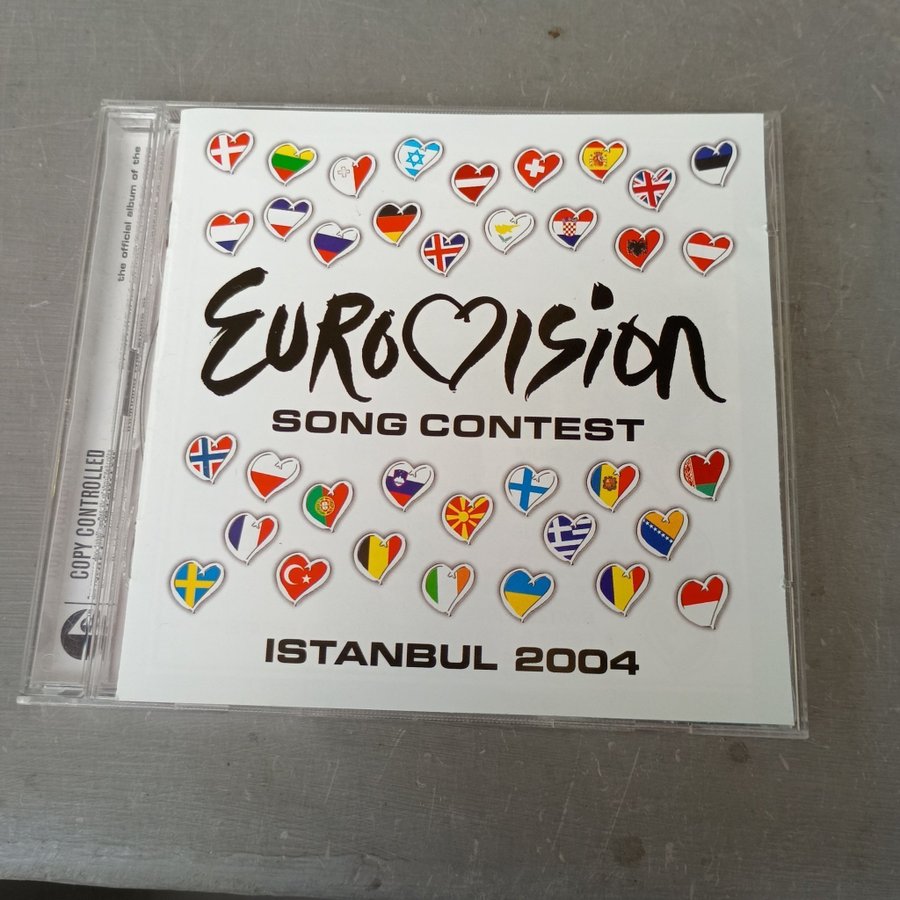 the official album of the
EUROVISION
SONG CONTEST
COPY CONTROLLED
ISTANBUL 2004